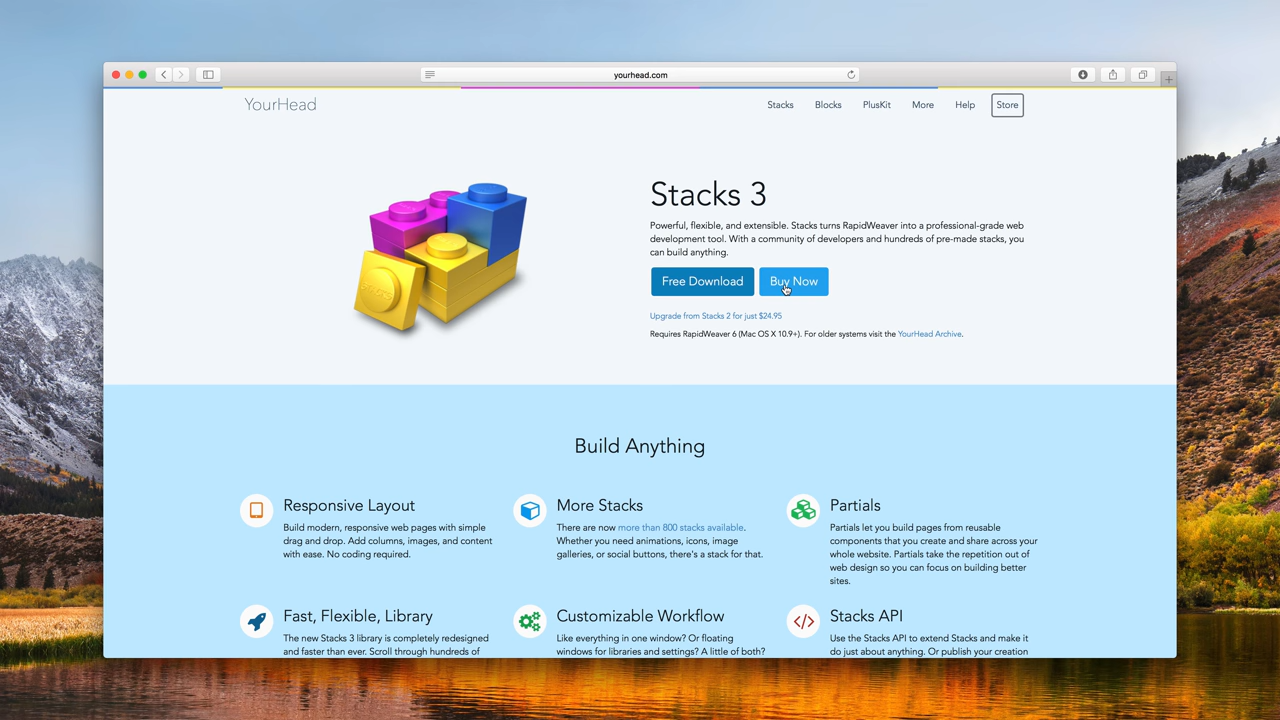 yourhead.com
YourHead
Stacks
Blocks
PlusKit
More
Help
Store
Stacks 3
Powerful, flexible, and extensible. Stacks turns RapidWeaver into a professional-grade web
development tool. With a community of developers and hundreds of pre-made stacks, you
can build anything.
Free Download
Buy Now
Upgrade from Stacks 2 for just $24.95
Requires RapidWeaver 6 (Mac OS X 10.9+). For older systems visit the YourHead Archive.
Build Anything
Responsive Layout
Build modern, responsive web pages with simple
drag and drop. Add columns, images, and content
with ease. No coding required.
More Stacks
There are now more than 800 stacks available.
Whether you need animations, icons, image
galleries, or social buttons, there's a stack for that.
Partials
Partials let you build pages from reusable
components that you create and share across your
whole website. Partials take the repetition out of
web design so you can focus on building better
sites.
Fast, Flexible, Library
The new Stacks 3 library is completely redesigned
and faster than ever. Scroll through hundreds of
Customizable Workflow
Like everything in one window? Or floating
windows for libraries and settings? A little of both?
Stacks API
Use the Stacks API to extend Stacks and make it
do just about anything. Or publish your creation